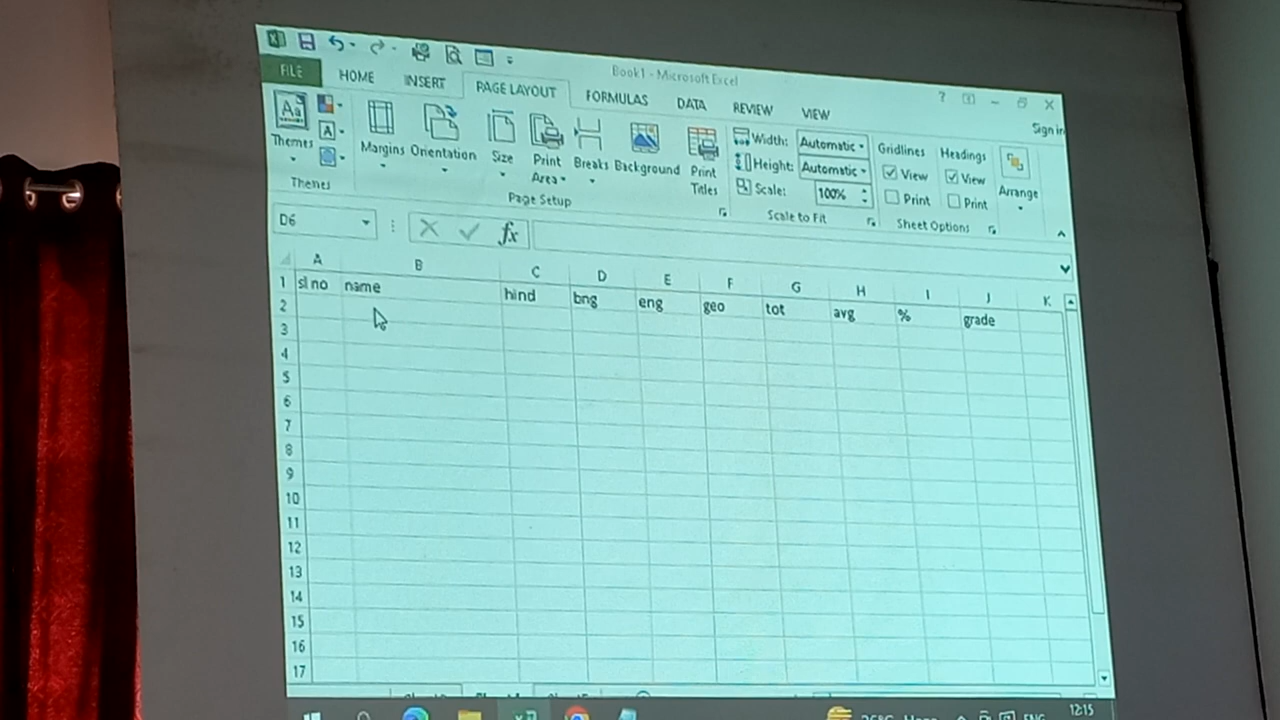 Book1 - Microsoft Excel
?
FILE HOME INSERT PAGE LAYOUT FORMULAS DATA REVIEW VIEW
Sign in
Aa
Themes
Margins Orientation Size Print Area Breaks Background Print Titles
Width: Automatic
Height: Automatic
Scale: 100%
Gridlines Headings
View View
Print Print
Arrange
Themes Page Setup Scale to Fit Sheet Options
D6 fx
A B C D E F G H I J K
1 sl no name hind bng eng geo tot avg % grade
2
3
4
5
6
7
8
9
10
11
12
13
14
15
16
17
ENG 12:15